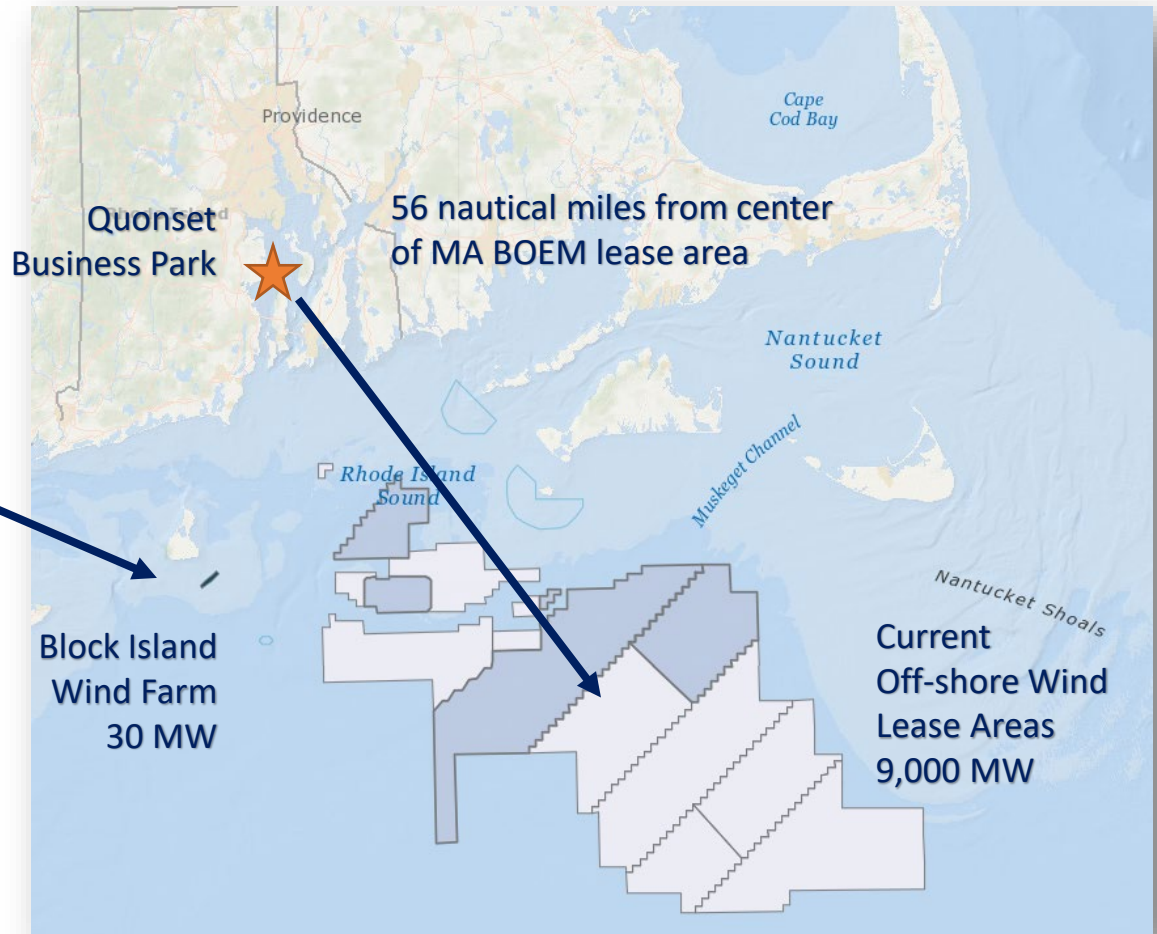 Providence
Cape
Cod Bay
Rhode Island
Quonset
Business Park
56 nautical miles from center
of MA BOEM lease area
Nantucket
Sound
Muskeget Channel
Rhode Island
Sound
Nantucket Shoals
Block Island
Wind Farm
30 MW
Current
Off-shore Wind
Lease Areas
9,000 MW